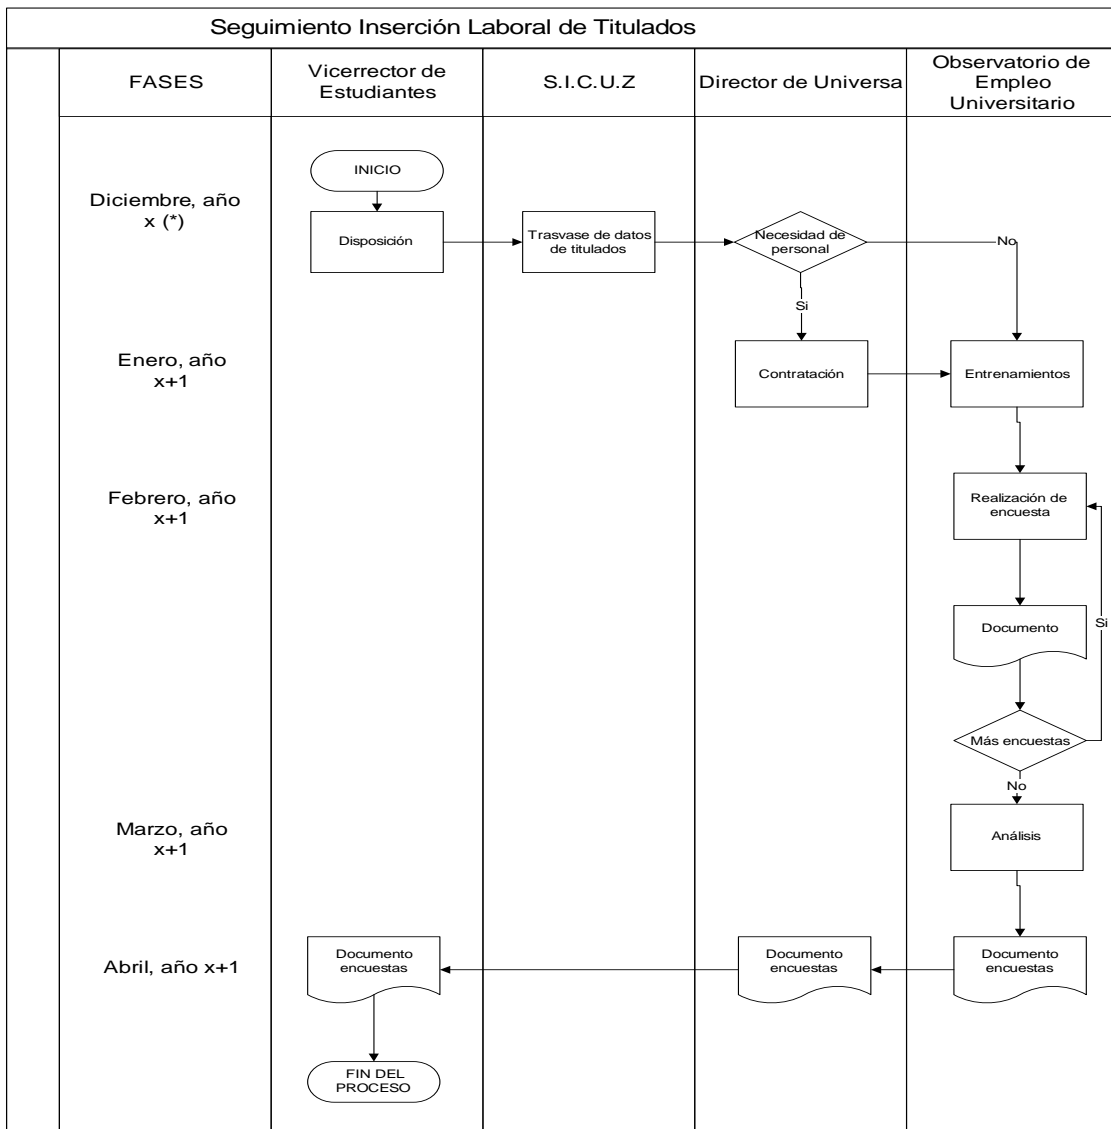 Seguimiento Inserción Laboral de Titulados
FASES
Vicerrector de
Estudiantes
S.I.C.U.Z
Director de Universa
Observatorio de
Empleo
Universitario
Diciembre, año
x (*)
INICIO
Disposición
Trasvase de datos
de titulados
Necesidad de
personal
No
Si
Enero, año
x+1
Contratación
Entrenamientos
Febrero, año
x+1
Realización de
encuesta
Documento
Si
Más encuestas
No
Marzo, año
x+1
Análisis
Abril, año x+1
Documento
encuestas
Documento
encuestas
Documento
encuestas
FIN DEL
PROCESO